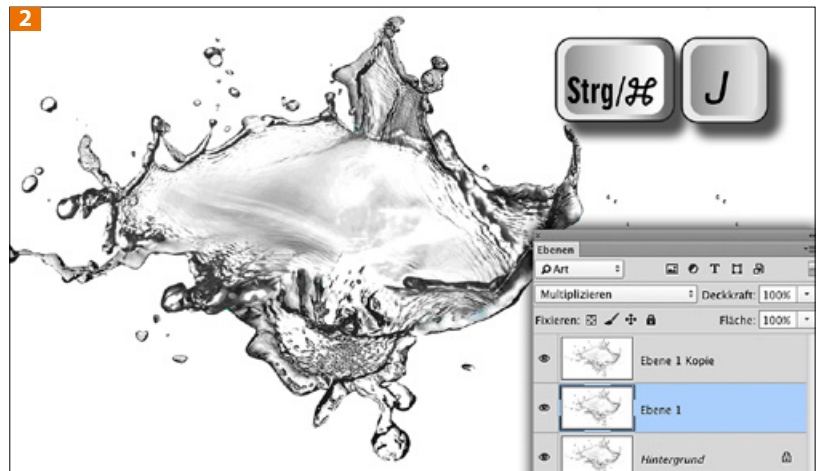 2
Strg/⌘ J
Ebenen
Art
Multiplizieren Deckkraft: 100%
Fixieren: Fläche: 100%
Ebene 1 Kopie
Ebene 1
Hintergrund